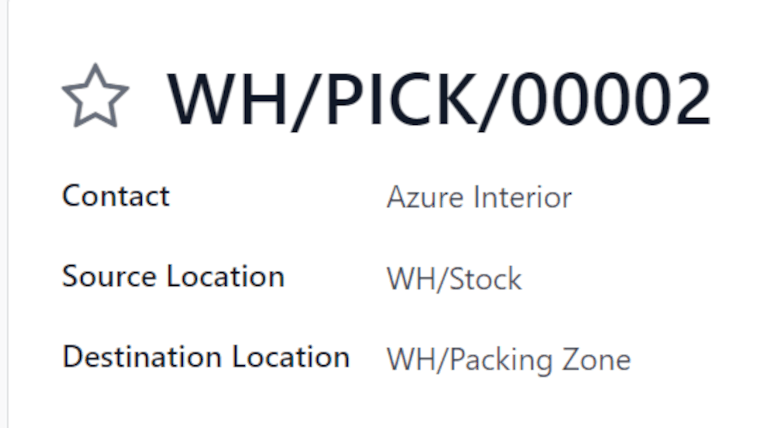 WH/PICK/00002
Contact Azure Interior
Source Location WH/Stock
Destination Location WH/Packing Zone